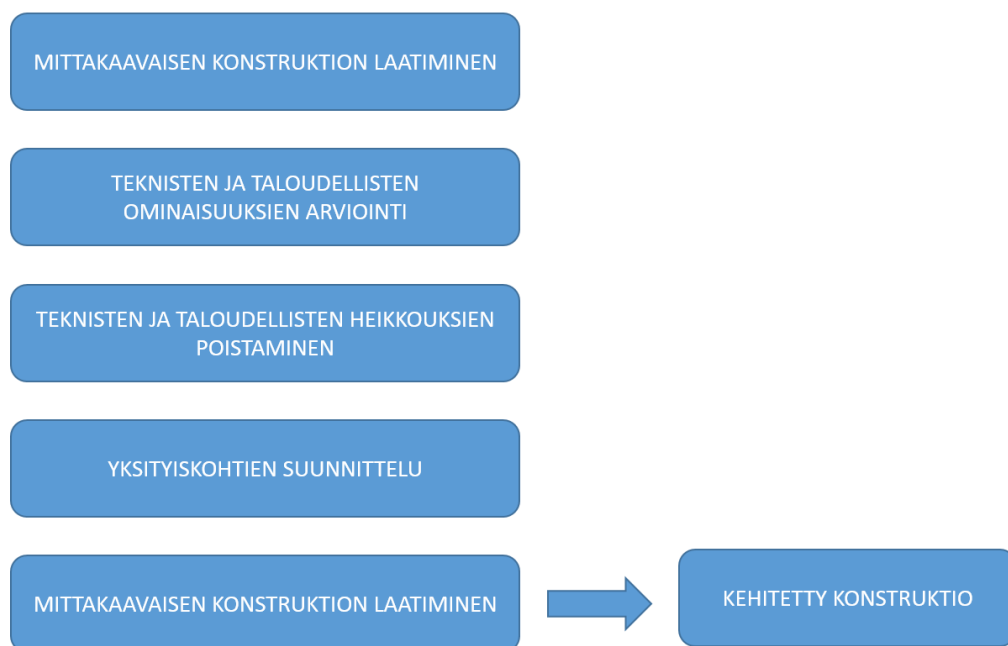 MITTAKAAVAISEN KONSTRUKTION LAATIMINEN
TEKNISTEN JA TALOUDELLISTEN
OMINAISUUKSIEN ARVIOINTI
TEKNISTEN JA TALOUDELLISTEN HEIKKOUKSIEN
POISTAMINEN
YKSITYISKOHTIEN SUUNNITTELU
MITTAKAAVAISEN KONSTRUKTION LAATIMINEN
KEHITETTY KONSTRUKTIO